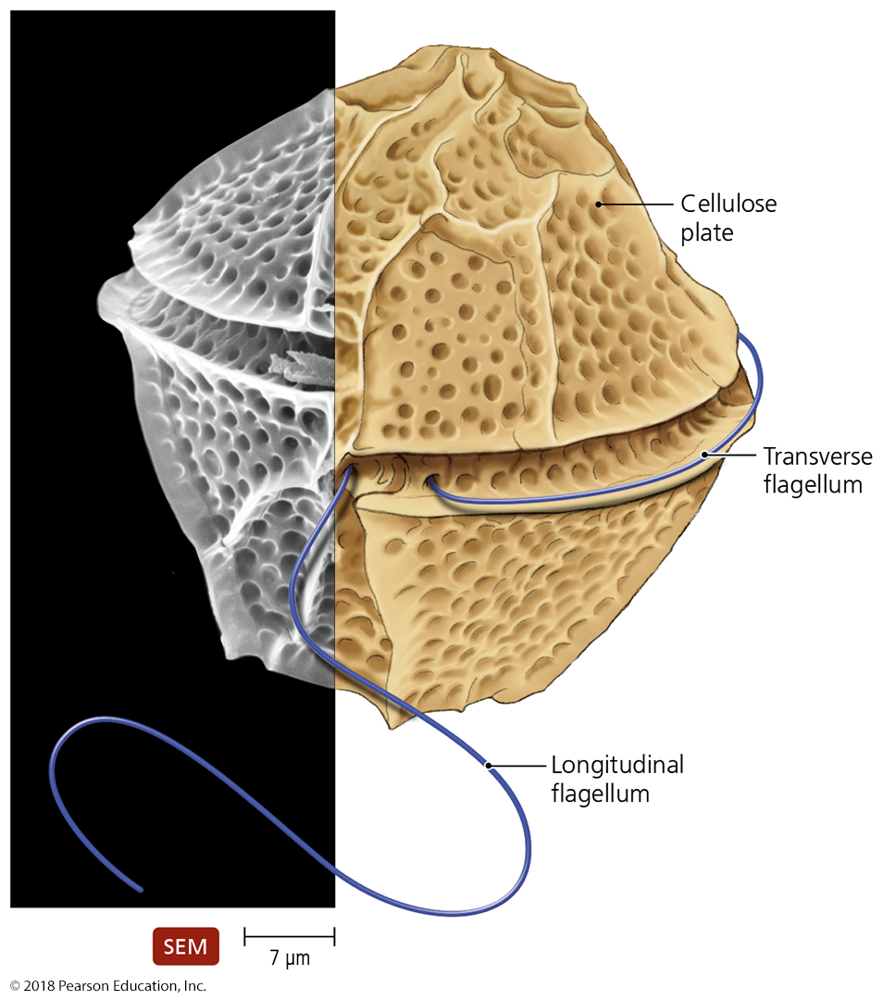 Cellulose
plate
Transverse
flagellum
Longitudinal
flagellum
SEM
7 µm
© 2018 Pearson Education, Inc.